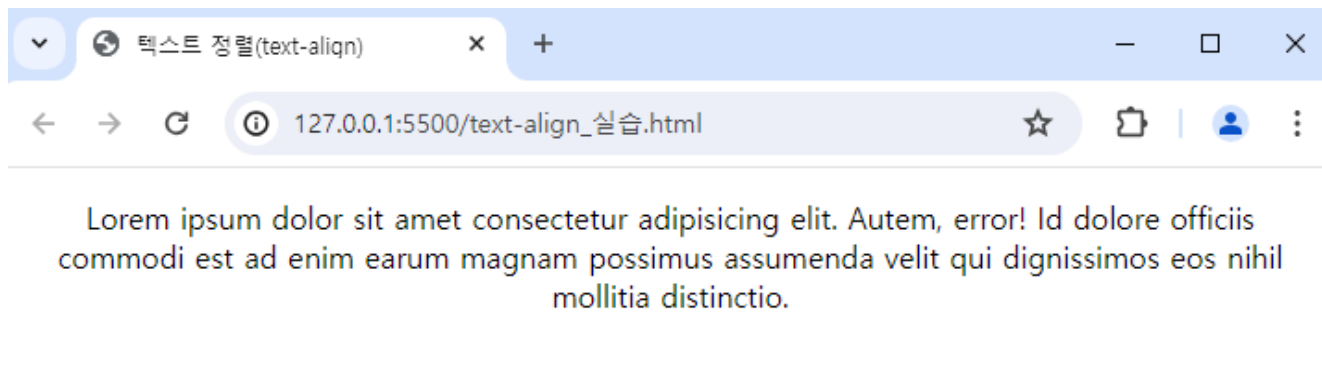 텍스트 정렬(text-align)
127.0.0.1:5500/text-align_실습.html
Lorem ipsum dolor sit amet consectetur adipisicing elit. Autem, error! Id dolore officiis
commodi est ad enim earum magnam possimus assumenda velit qui dignissimos eos nihil
mollitia distinctio.